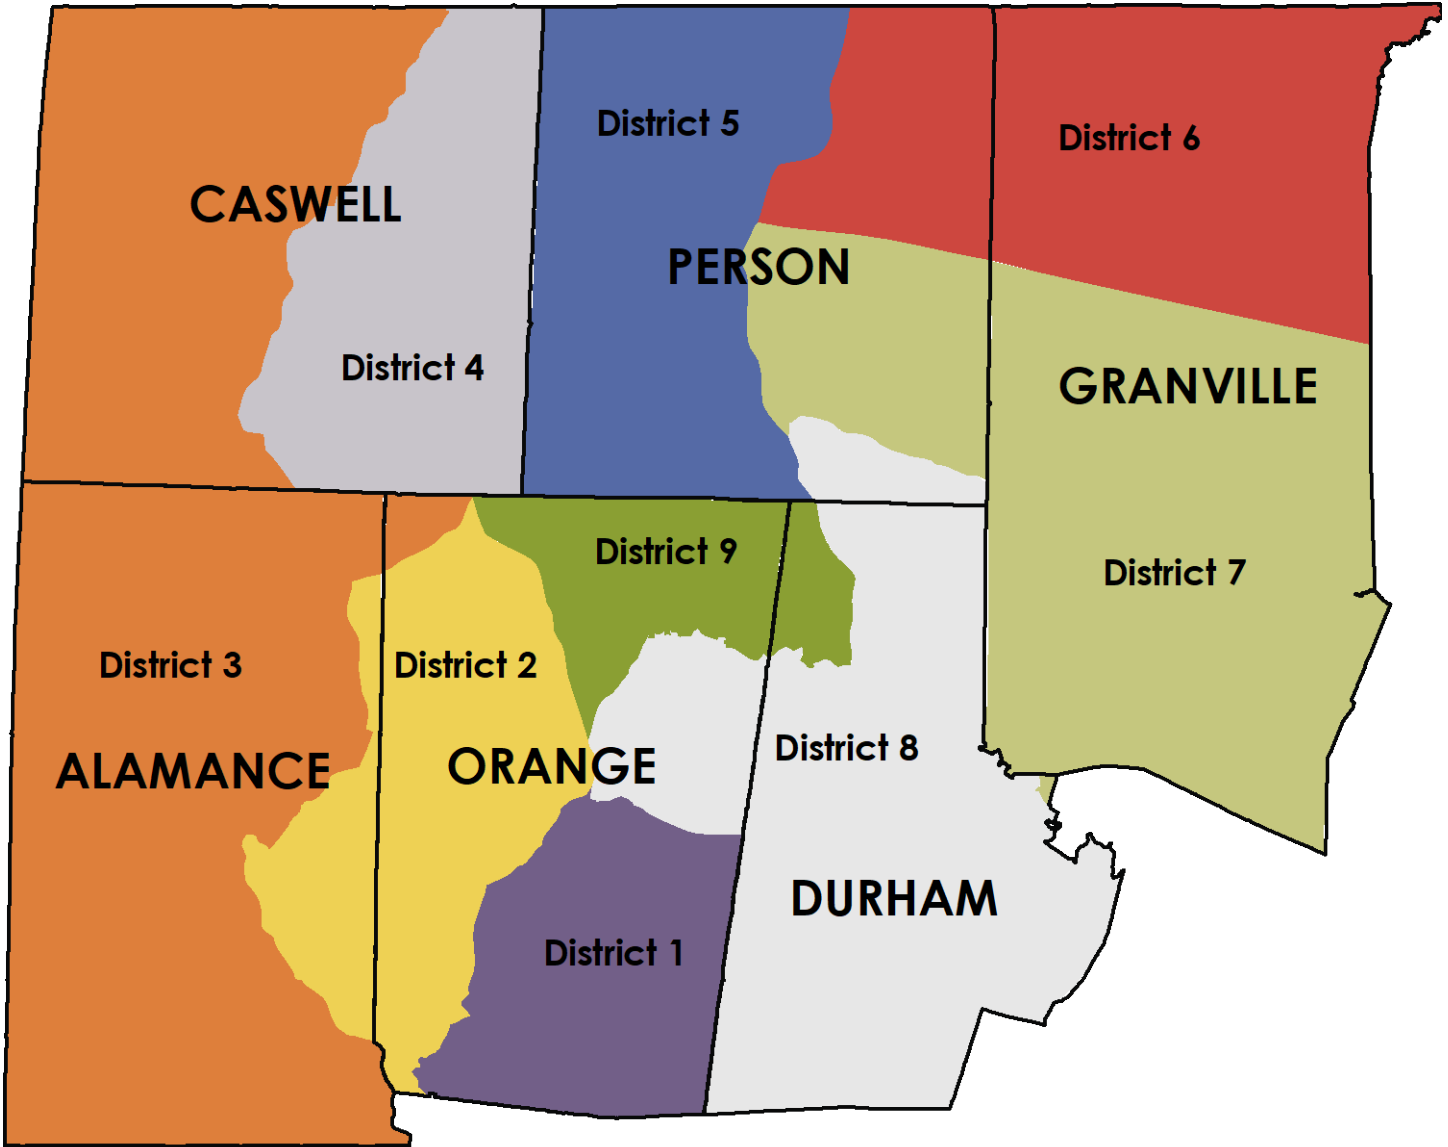 District 5
District 6
CASWELL
PERSON
District 4
GRANVILLE
District 9
District 7
District 3
District 2
District 8
ALAMANCE
ORANGE
DURHAM
District 1